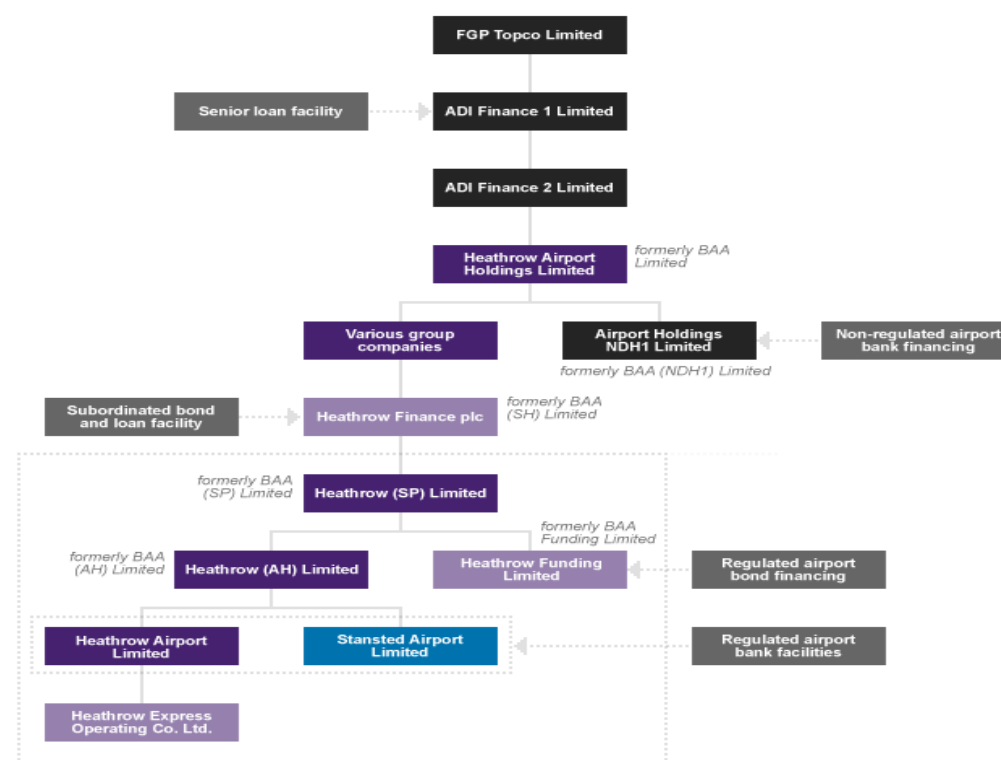 FGP Topco Limited
Senior loan facility
ADI Finance 1 Limited
ADI Finance 2 Limited
Heathrow Airport
Holdings Limited
formerly BAA
Limited
Various group
companies
Airport Holdings
NDH1 Limited
Non-regulated airport
bank financing
formerly BAA (NDH1) Limited
Subordinated bond
and loan facility
Heathrow Finance plc
formerly BAA
(SH) Limited
formerly BAA
(SP) Limited
Heathrow (SP) Limited
formerly BAA
(AH) Limited
Heathrow (AH) Limited
formerly BAA
Funding Limited
Heathrow Funding
Limited
Regulated airport
bond financing
Heathrow Airport
Limited
Stansted Airport
Limited
Regulated airport
bank facilities
Heathrow Express
Operating Co. Ltd.